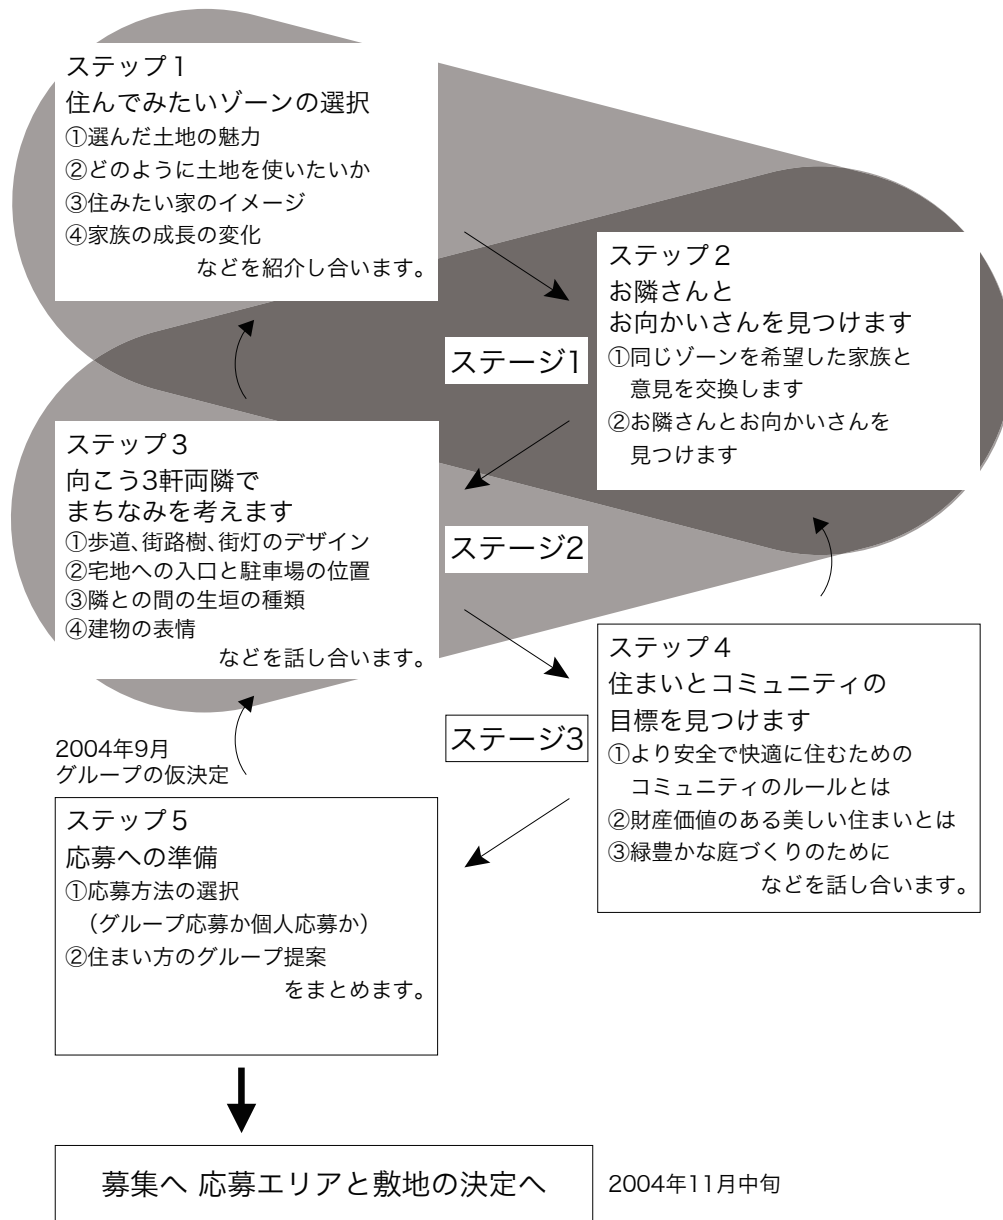 ステップ1
住んでみたいゾーンの選択
①選んだ土地の魅力
②どのように土地を使いたいか
③住みたい家のイメージ
④家族の成長の変化
などを紹介し合います。
ステージ1
ステップ2
お隣さんと
お向かいさんを見つけます
①同じゾーンを希望した家族と
意見を交換します
②お隣さんとお向かいさんを
見つけます
ステップ3
向こう3軒両隣で
まちなみを考えます
①歩道、街路樹、街灯のデザイン
②宅地への入口と駐車場の位置
③隣との間の生垣の種類
④建物の表情
などを話し合います。
ステージ2
ステップ4
住まいとコミュニティの
目標を見つけます
①より安全で快適に住むための
コミュニティのルールとは
②財産価値のある美しい住まいとは
③緑豊かな庭づくりのために
などを話し合います。
ステージ3
2004年9月
グループの仮決定
ステップ5
応募への準備
①応募方法の選択
（グループ応募か個人応募か）
②住まい方のグループ提案
をまとめます。
募集へ 応募エリアと敷地の決定へ
2004年11月中旬